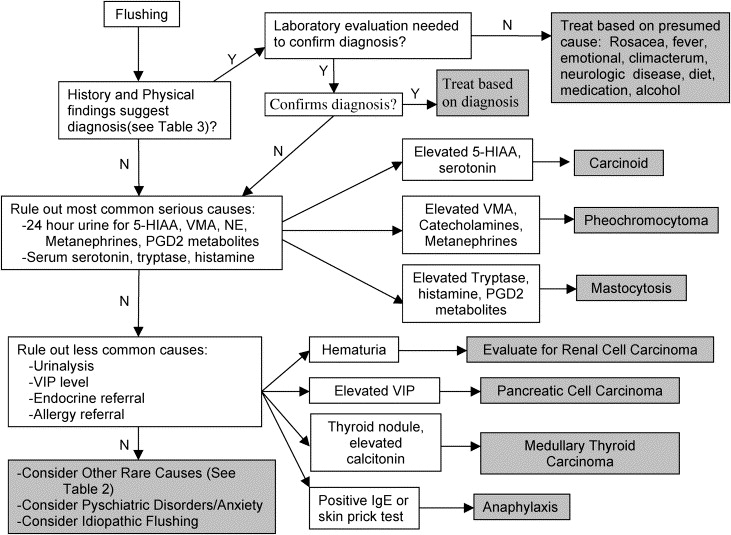 Flushing
Laboratory evaluation needed
to confirm diagnosis?
N
Treat based on presumed
cause: Rosacea, fever,
emotional, climacterum,
neurologic disease, diet,
medication, alcohol
Y
Y
History and Physical
findings suggest
diagnosis(see Table 3)?
Confirms diagnosis?
Y
Treat based
on diagnosis
N
N
Rule out most common serious causes:
-24 hour urine for 5-HIAA, VMA, NE,
Metanephrines, PGD2 metabolites
-Serum serotonin, tryptase, histamine
Elevated 5-HIAA,
serotonin
Carcinoid
Elevated VMA,
Catecholamines,
Metanephrines
Pheochromocytoma
Elevated Tryptase,
histamine, PGD2
metabolites
Mastocytosis
N
Rule out less common causes:
-Urinalysis
-VIP level
-Endocrine referral
-Allergy referral
Hematuria
Evaluate for Renal Cell Carcinoma
Elevated VIP
Pancreatic Cell Carcinoma
Thyroid nodule,
elevated
calcitonin
Medullary Thyroid
Carcinoma
Positive IgE or
skin prick test
Anaphylaxis
N
-Consider Other Rare Causes (See
Table 2)
-Consider Pyschiatric Disorders/Anxiety
-Consider Idiopathic Flushing